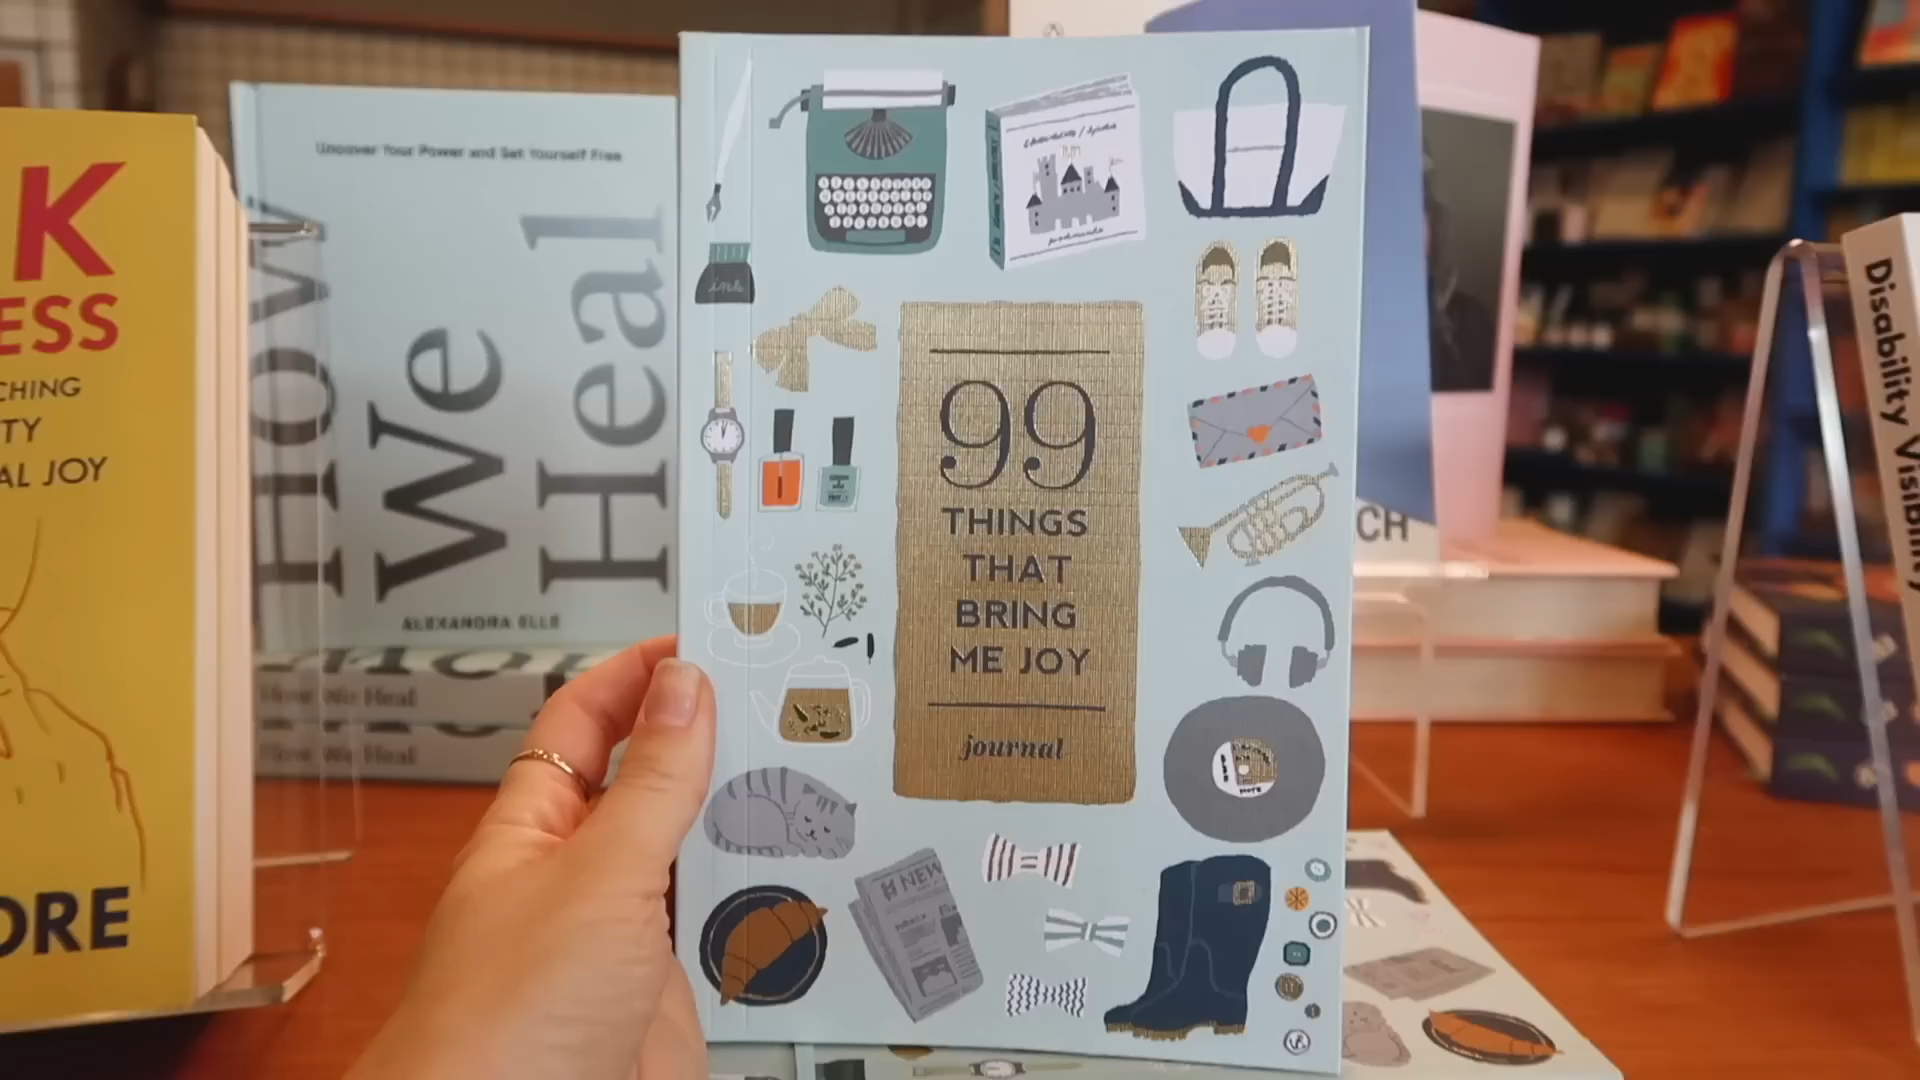 K
ESS
CHING
TY
AL JOY
ORE
Uncover Your Power and Set Yourself Free
How
We
Heal
ALEXANDRA ELLE
How We Heal
How We Heal
ink
99
THINGS
THAT
BRING
ME JOY
journal
NEW
CH
Disability Visibility